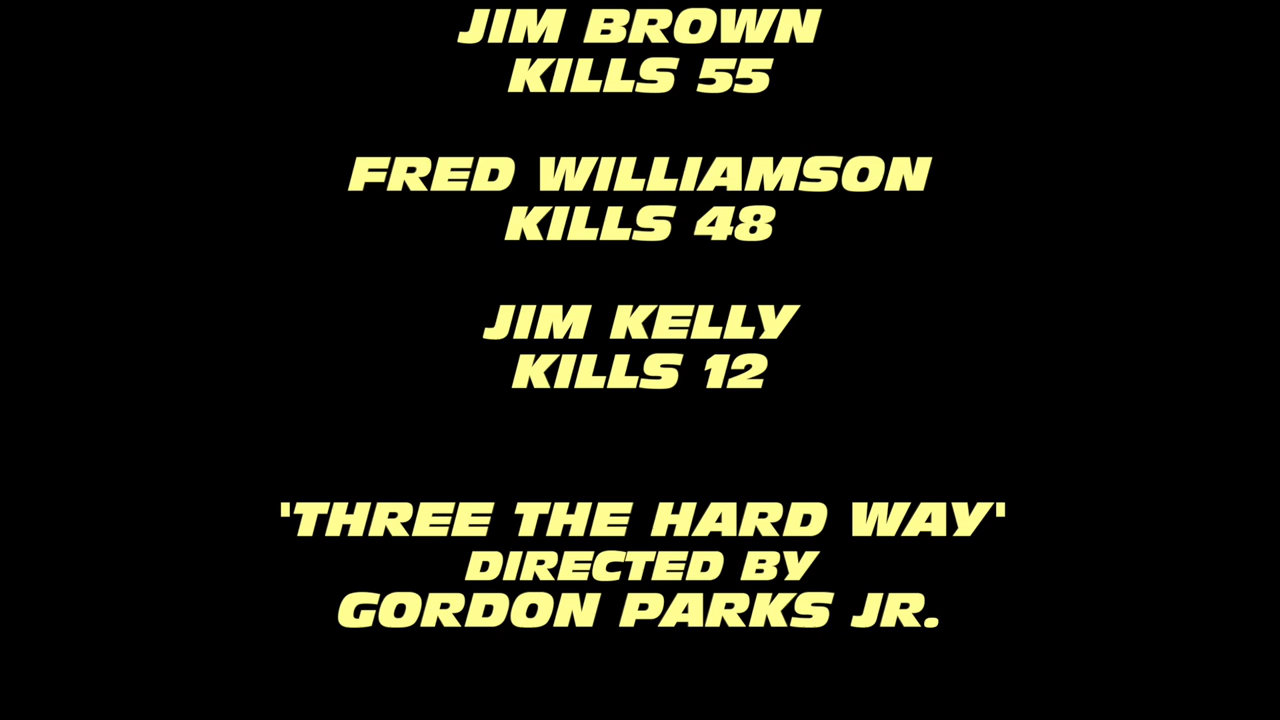 JIM BROWN
KILLS 55
FRED WILLIAMSON
KILLS 48
JIM KELLY
KILLS 12
'THREE THE HARD WAY'
DIRECTED BY
GORDON PARKS JR.